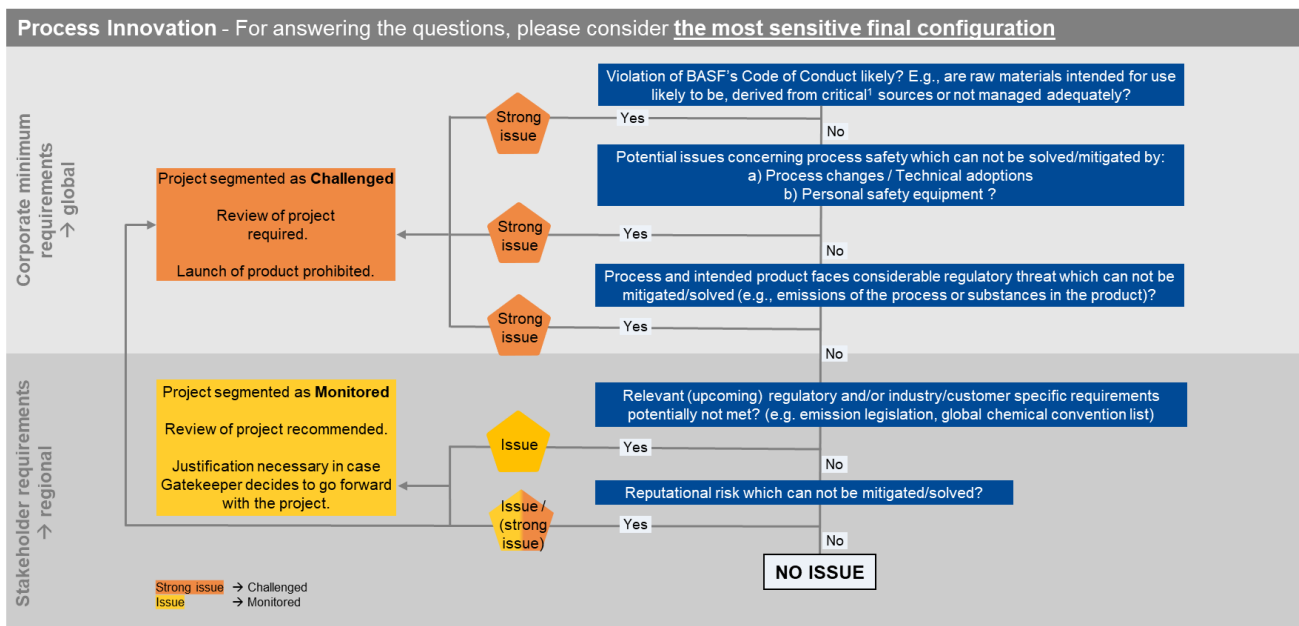 Process Innovation - For answering the questions, please consider the most sensitive final configuration
Corporate minimum
requirements
→ global
Violation of BASF's Code of Conduct likely? E.g., are raw materials intended for use
likely to be, derived from critical¹ sources or not managed adequately?
Strong
issue
Yes
No
Potential issues concerning process safety which can not be solved/mitigated by:
a) Process changes / Technical adoptions
b) Personal safety equipment ?
Project segmented as Challenged
Review of project
required.
Launch of product prohibited.
Strong
issue
Yes
No
Process and intended product faces considerable regulatory threat which can not be
mitigated/solved (e.g., emissions of the process or substances in the product)?
Strong
issue
Yes
No
Stakeholder requirements
→ regional
Relevant (upcoming) regulatory and/or industry/customer specific requirements
potentially not met? (e.g. emission legislation, global chemical convention list)
Project segmented as Monitored
Review of project recommended.
Justification necessary in case
Gatekeeper decides to go forward
with the project.
Issue
Yes
No
Reputational risk which can not be mitigated/solved?
Issue /
(strong
issue)
Yes
No
NO ISSUE
Strong issue → Challenged
Issue → Monitored